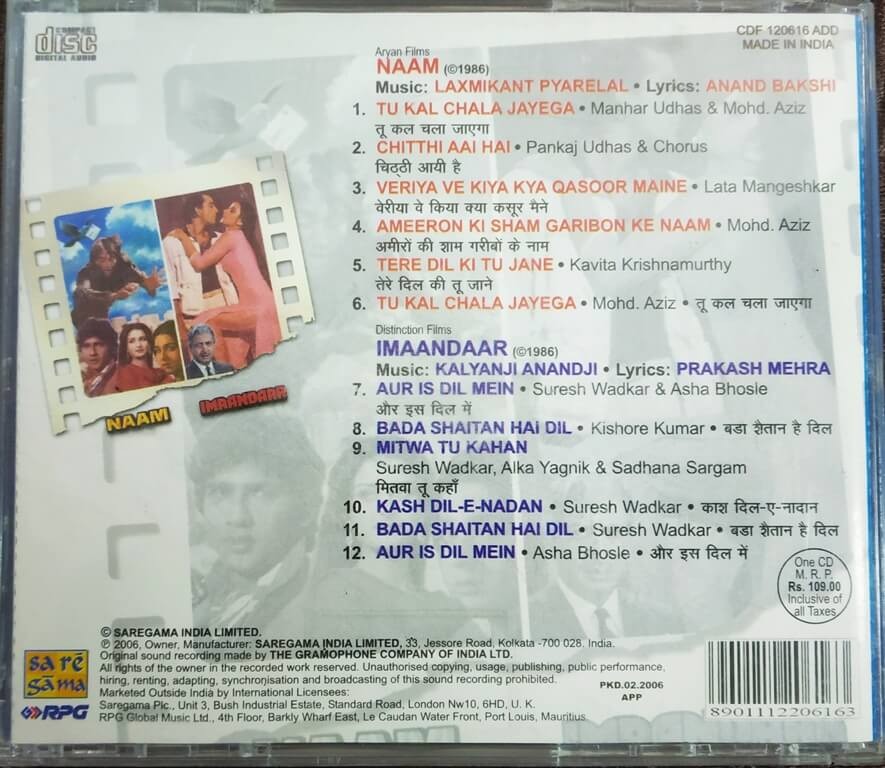 COMPACT
disc
DIGITAL AUDIO
CDF 120616 ADD
MADE IN INDIA
Aryan Films
NAAM (©1986)
Music: LAXMIKANT PYARELAL • Lyrics: ANAND BAKSHI
1. TU KAL CHALA JAYEGA • Manhar Udhas & Mohd. Aziz
तू कल चला जाएगा
2. CHITTHI AAI HAI • Pankaj Udhas & Chorus
चिठ्ठी आयी है
3. VERIYA VE KIYA KYA QASOOR MAINE • Lata Mangeshkar
वेरीया वे किया क्या कसूर मैने
4. AMEERON KI SHAM GARIBON KE NAAM • Mohd. Aziz
अमीरों की शाम गरीबों के नाम
5. TERE DIL KI TU JANE • Kavita Krishnamurthy
तेरे दिल की तू जाने
6. TU KAL CHALA JAYEGA • Mohd. Aziz • तू कल चला जाएगा
Distinction Films
IMAANDAAR (©1986)
Music: KALYANJI ANANDJI • Lyrics: PRAKASH MEHRA
7. AUR IS DIL MEIN • Suresh Wadkar & Asha Bhosle
और इस दिल में
8. BADA SHAITAN HAI DIL • Kishore Kumar • बडा शैतान है दिल
9. MITWA TU KAHAN
Suresh Wadkar, Alka Yagnik & Sadhana Sargam
मितवा तू कहाँ
10. KASH DIL-E-NADAN • Suresh Wadkar • काश दिल-ए-नादान
11. BADA SHAITAN HAI DIL • Suresh Wadkar • बडा शैतान है दिल
12. AUR IS DIL MEIN • Asha Bhosle • और इस दिल में
NAAM
IMAANDAAR
One CD
M. R. P.
Rs. 109.00
Inclusive of
all Taxes
© SAREGAMA INDIA LIMITED.
℗ 2006, Owner, Manufacturer: SAREGAMA INDIA LIMITED, 33, Jessore Road, Kolkata -700 028. India.
Original sound recording made by THE GRAMOPHONE COMPANY OF INDIA LTD.
All rights of the owner in the recorded work reserved. Unauthorised copying, usage, publishing, public performance,
hiring, renting, adapting, synchronisation and broadcasting of this sound recording prohibited.
Marketed Outside India by International Licensees:
Saregama Plc., Unit 3, Bush Industrial Estate, Standard Road, London Nw10, 6HD, U. K.
RPG Global Music Ltd., 4th Floor, Barkly Wharf East, Le Caudan Water Front, Port Louis, Mauritius.
PKD.02.2006
APP
sa rē
gāma
RPG
8901112206163